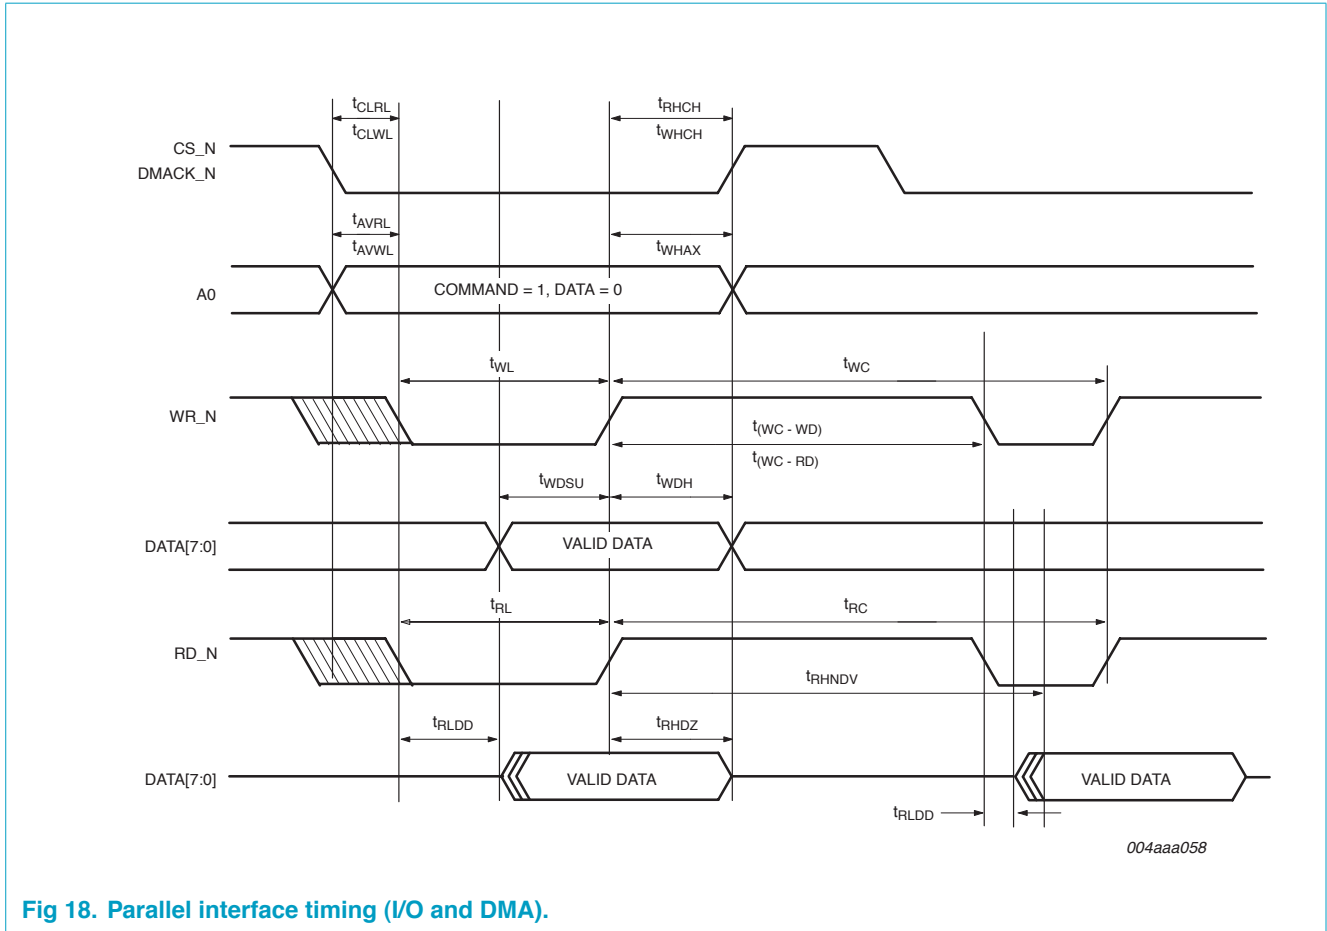 tCLRL tRHCH
tCLWL tWHCH
CS_N
DMACK_N
tAVRL
tAVWL tWHAX
A0 COMMAND = 1, DATA = 0
tWL tWC
WR_N
t(WC - WD)
t(WC - RD)
tWDSU tWDH
DATA[7:0] VALID DATA
tRL tRC
RD_N
tRHNDV
tRLDD tRHDZ
DATA[7:0] VALID DATA VALID DATA
tRLDD
004aaa058
Fig 18. Parallel interface timing (I/O and DMA).